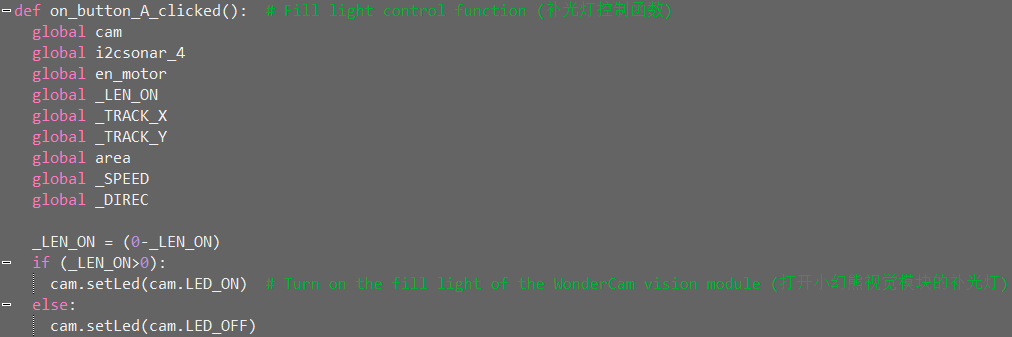 def on_button_A_clicked():  # Fill light control function (补光灯控制函数)
  global cam
  global i2csonar_4
  global en_motor
  global _LEN_ON
  global _TRACK_X
  global _TRACK_Y
  global area
  global _SPEED
  global _DIREC
  _LEN_ON = (0-_LEN_ON)
  if (_LEN_ON>0):
    cam.setLed(cam.LED_ON)  # Turn on the fill light of the WonderCam vision module (打开小幻熊视觉模块的补光灯)
  else:
    cam.setLed(cam.LED_OFF)